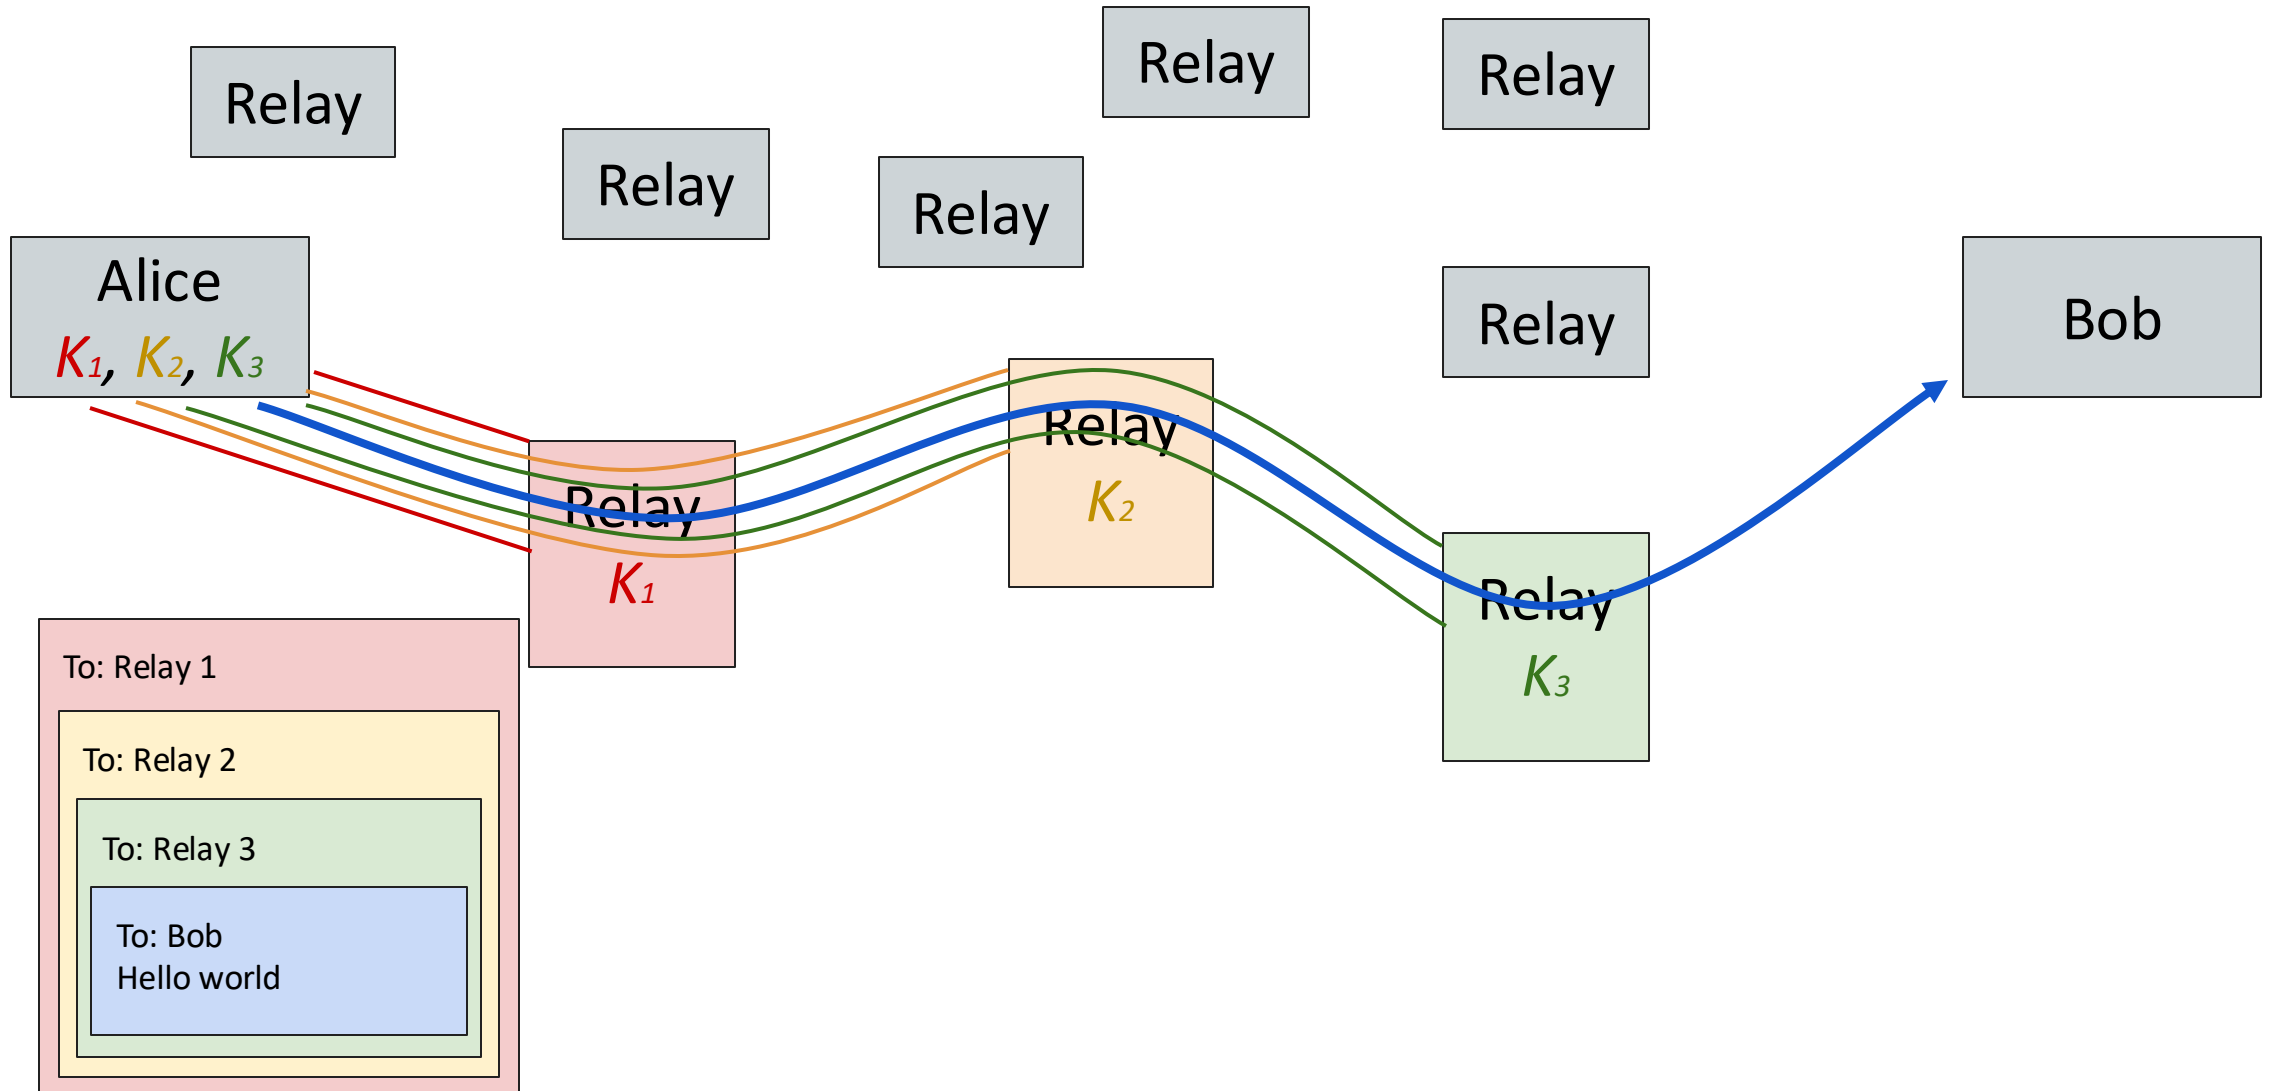 Relay
Relay
Relay
Relay
Relay
Alice
K1, K2, K3
Relay
Bob
Relay
K2
Relay
K1
Relay
K3
To: Relay 1
To: Relay 2
To: Relay 3
To: Bob
Hello world